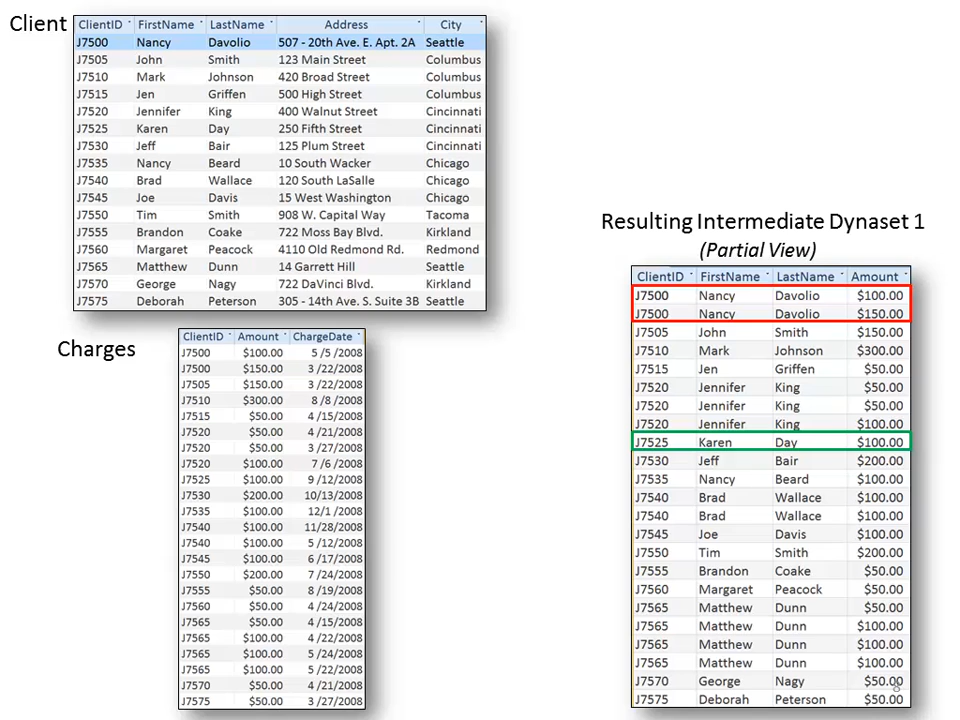 Client
ClientID FirstName LastName Address City
J7500 Nancy Davolio 507 - 20th Ave. E. Apt. 2A Seattle
J7505 John Smith 123 Main Street Columbus
J7510 Mark Johnson 420 Broad Street Columbus
J7515 Jen Griffen 500 High Street Columbus
J7520 Jennifer King 400 Walnut Street Cincinnati
J7525 Karen Day 250 Fifth Street Cincinnati
J7530 Jeff Bair 125 Plum Street Cincinnati
J7535 Nancy Beard 10 South Wacker Chicago
J7540 Brad Wallace 120 South LaSalle Chicago
J7545 Joe Davis 15 West Washington Chicago
J7550 Tim Smith 908 W. Capital Way Tacoma
J7555 Brandon Coake 722 Moss Bay Blvd. Kirkland
J7560 Margaret Peacock 4110 Old Redmond Rd. Redmond
J7565 Matthew Dunn 14 Garrett Hill Seattle
J7570 George Nagy 722 DaVinci Blvd. Kirkland
J7575 Deborah Peterson 305 - 14th Ave. S. Suite 3B Seattle
Charges
ClientID Amount ChargeDate
J7500 $100.00 5 /5 /2008
J7500 $150.00 3 /22/2008
J7505 $150.00 3 /22/2008
J7510 $300.00 8 /8 /2008
J7515 $50.00 4 /15/2008
J7520 $50.00 4 /21/2008
J7520 $50.00 3 /27/2008
J7520 $100.00 7 /6 /2008
J7525 $100.00 9 /12/2008
J7530 $200.00 10/13/2008
J7535 $100.00 12/1 /2008
J7540 $100.00 11/28/2008
J7540 $100.00 5 /12/2008
J7545 $100.00 6 /17/2008
J7550 $200.00 7 /24/2008
J7555 $50.00 8 /19/2008
J7560 $50.00 4 /24/2008
J7565 $50.00 4 /15/2008
J7565 $100.00 4 /22/2008
J7565 $100.00 5 /24/2008
J7565 $100.00 5 /22/2008
J7570 $50.00 4 /21/2008
J7575 $50.00 3 /27/2008
Resulting Intermediate Dynaset 1
(Partial View)
ClientID FirstName LastName Amount
J7500 Nancy Davolio $100.00
J7500 Nancy Davolio $150.00
J7505 John Smith $150.00
J7510 Mark Johnson $300.00
J7515 Jen Griffen $50.00
J7520 Jennifer King $50.00
J7520 Jennifer King $50.00
J7520 Jennifer King $100.00
J7525 Karen Day $100.00
J7530 Jeff Bair $200.00
J7535 Nancy Beard $100.00
J7540 Brad Wallace $100.00
J7540 Brad Wallace $100.00
J7545 Joe Davis $100.00
J7550 Tim Smith $200.00
J7555 Brandon Coake $50.00
J7560 Margaret Peacock $50.00
J7565 Matthew Dunn $50.00
J7565 Matthew Dunn $100.00
J7565 Matthew Dunn $100.00
J7565 Matthew Dunn $100.00
J7570 George Nagy $50.00
8
J7575 Deborah Peterson $50.00